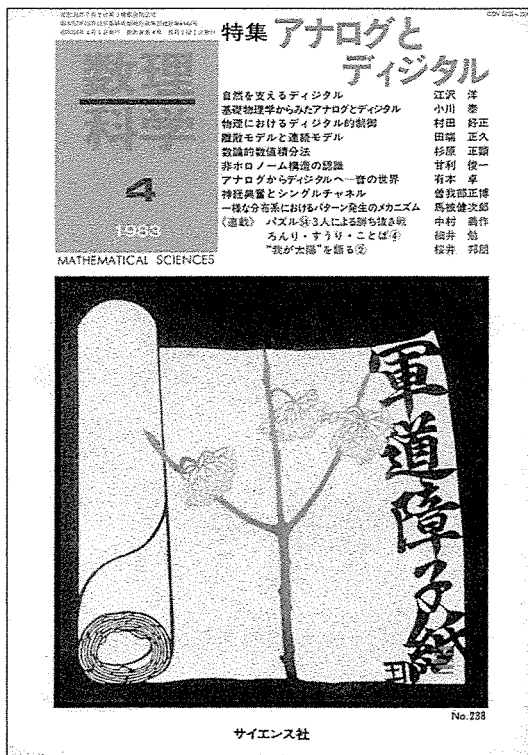 特集 アナログと
ディジタル
数理
科学
4
1983
MATHEMATICAL SCIENCES
自然を支えるディジタル 江沢 洋
基礎物理学からみたアナログとディジタル 小川 泰
物理におけるディジタル的制御 村田 好正
離散モデルと連続モデル 田端 正久
数論的数値積分法 杉原 正顕
非ホロノーム構造の認識 甘利 俊一
アナログからディジタルへ―音の世界 有本 卓
神経興奮とシングルチャネル 曽我部正博
一様な分布系におけるパターン発生のメカニズム 馬被健次郎
《連載》 パズル㊴3人による勝ち抜き戦 中村 義作
ろんり・すうり・ことば④ 細井 勉
“我が太陽”を語る② 桜井 邦朋
軍道障子紙
No.238
サイエンス社